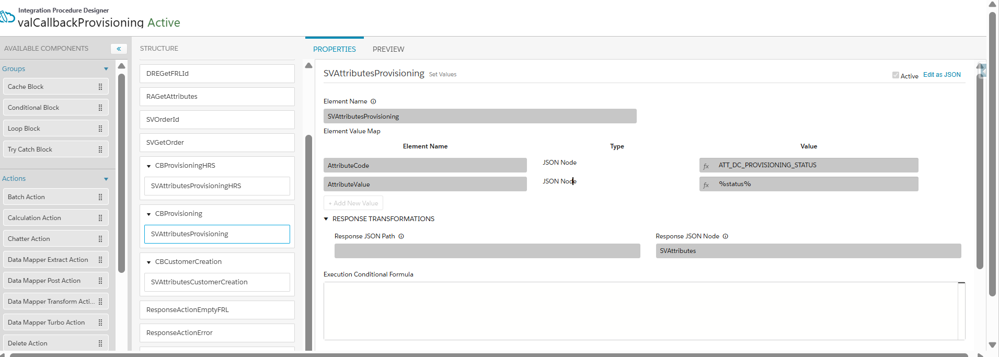 Integration Procedure Designer
valCallbackProvisioning Active
AVAILABLE COMPONENTS
«
Groups
Cache Block
Conditional Block
Loop Block
Try Catch Block
Actions
Batch Action
Calculation Action
Chatter Action
Data Mapper Extract Action
Data Mapper Post Action
Data Mapper Transform Acti...
Data Mapper Turbo Action
Delete Action
STRUCTURE
DREGetFRLId
RAGetAttributes
SVOrderId
SVGetOrder
CBProvisioningHRS
SVAttributesProvisioningHRS
CBProvisioning
SVAttributesProvisioning
CBCustomerCreation
SVAttributesCustomerCreation
ResponseActionEmptyFRL
ResponseActionError
PROPERTIES PREVIEW
SVAttributesProvisioning Set Values
Active Edit as JSON
Element Name
SVAttributesProvisioning
Element Value Map
Element Name Type Value
AttributeCode JSON Node fx ATT_DC_PROVISIONING_STATUS
AttributeValue JSON Node fx %status%
+ Add New Value
RESPONSE TRANSFORMATIONS
Response JSON Path Response JSON Node
SVAttributes
Execution Conditional Formula